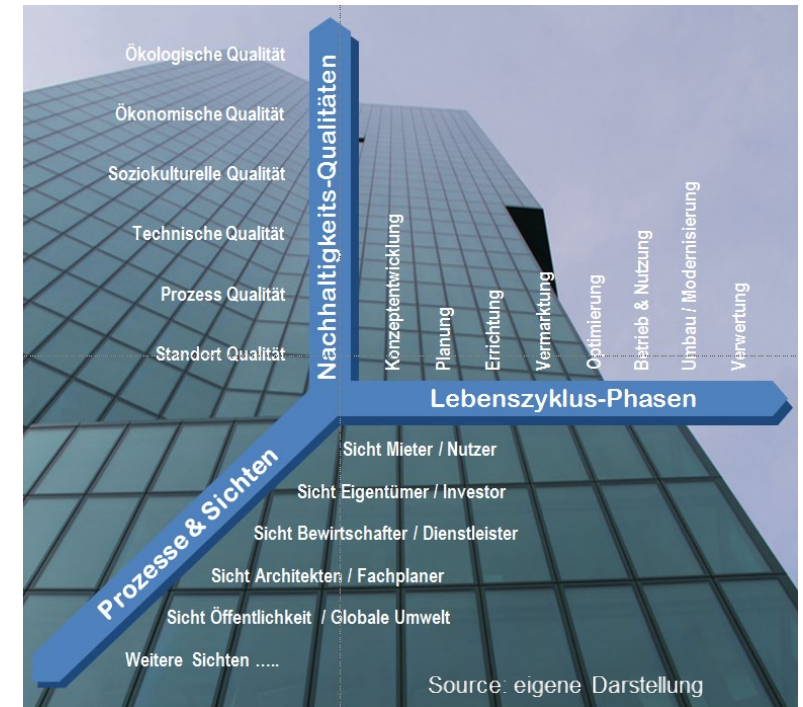 Ökologische Qualität
Ökonomische Qualität
Soziokulturelle Qualität
Technische Qualität
Prozess Qualität
Standort Qualität
Nachhaltigkeits-Qualitäten
Konzeptentwicklung
Planung
Errichtung
Vermarktung
Optimierung
Betrieb & Nutzung
Umbau / Modernisierung
Verwertung
Lebenszyklus-Phasen
Prozesse & Sichten
Sicht Mieter / Nutzer
Sicht Eigentümer / Investor
Sicht Bewirtschafter / Dienstleister
Sicht Architekten / Fachplaner
Sicht Öffentlichkeit / Globale Umwelt
Weitere Sichten .....
Source: eigene Darstellung